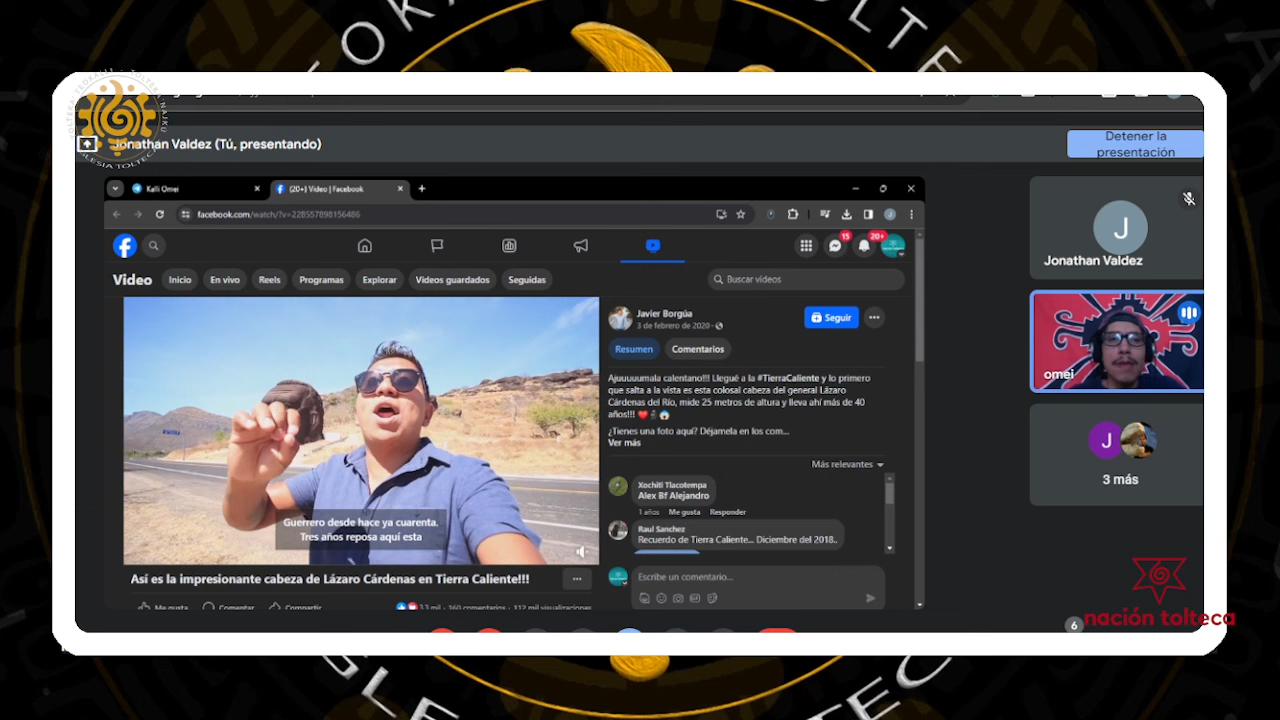 TOLTE
Jonathan Valdez (Tú, presentando)
Detener la
presentación
Kalli Omei
(20+) Video | Facebook
facebook.com/watch/?v=228557898156486
15
20+
Video
Inicio
En vivo
Reels
Programas
Explorar
Videos guardados
Seguidas
Buscar videos
Javier Borgúa
3 de febrero de 2020
Seguir
Resumen
Comentarios
Ajuuuuumala calentano!!! Llegué a la #TierraCaliente y lo primero
que salta a la vista es esta colosal cabeza del general Lázaro
Cárdenas del Río, mide 25 metros de altura y lleva ahí más de 40
años!!!
¿Tienes una foto aquí? Déjamela en los com...
Ver más
Más relevantes
Xochitl Tlacotempa
Alex Bf Alejandro
1 años
Me gusta
Responder
Raul Sanchez
Recuerdo de Tierra Caliente... Diciembre del 2018..
Escribe un comentario...
Guerrero desde hace ya cuarenta.
Tres años reposa aquí esta
Así es la impresionante cabeza de Lázaro Cárdenas en Tierra Caliente!!!
Me gusta
Comentar
Compartir
3.3 mil · 160 comentarios · 112 mil visualizaciones
J
Jonathan Valdez
omei
J
3 más
6
nación tolteca